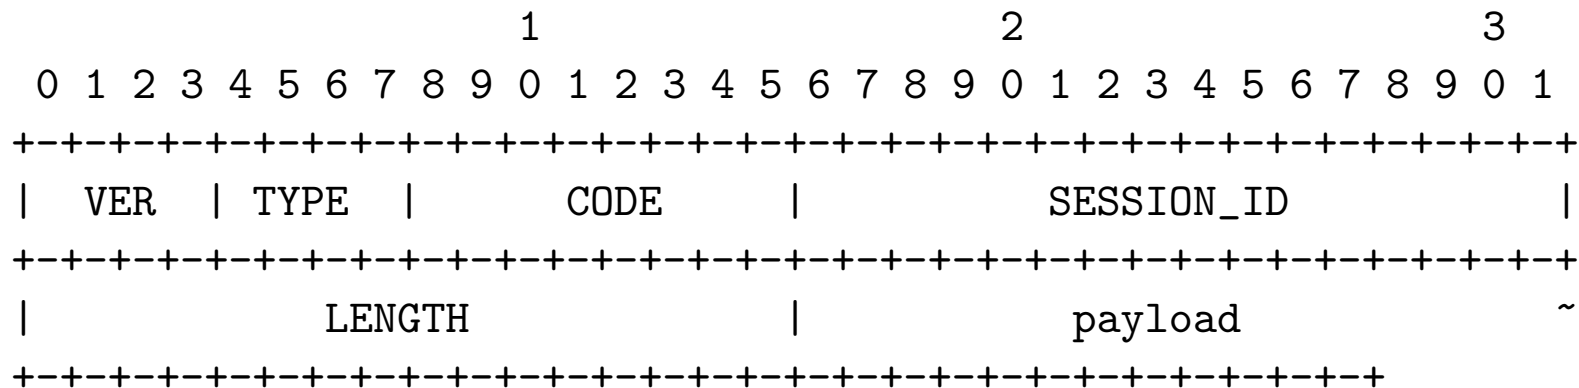 1                   2                   3
 0 1 2 3 4 5 6 7 8 9 0 1 2 3 4 5 6 7 8 9 0 1 2 3 4 5 6 7 8 9 0 1
+-+-+-+-+-+-+-+-+-+-+-+-+-+-+-+-+-+-+-+-+-+-+-+-+-+-+-+-+-+-+-+-+
|  VER  | TYPE  |      CODE     |          SESSION_ID           |
+-+-+-+-+-+-+-+-+-+-+-+-+-+-+-+-+-+-+-+-+-+-+-+-+-+-+-+-+-+-+-+-+
|            LENGTH             |           payload             ~
+-+-+-+-+-+-+-+-+-+-+-+-+-+-+-+-+-+-+-+-+-+-+-+-+-+-+-+-+